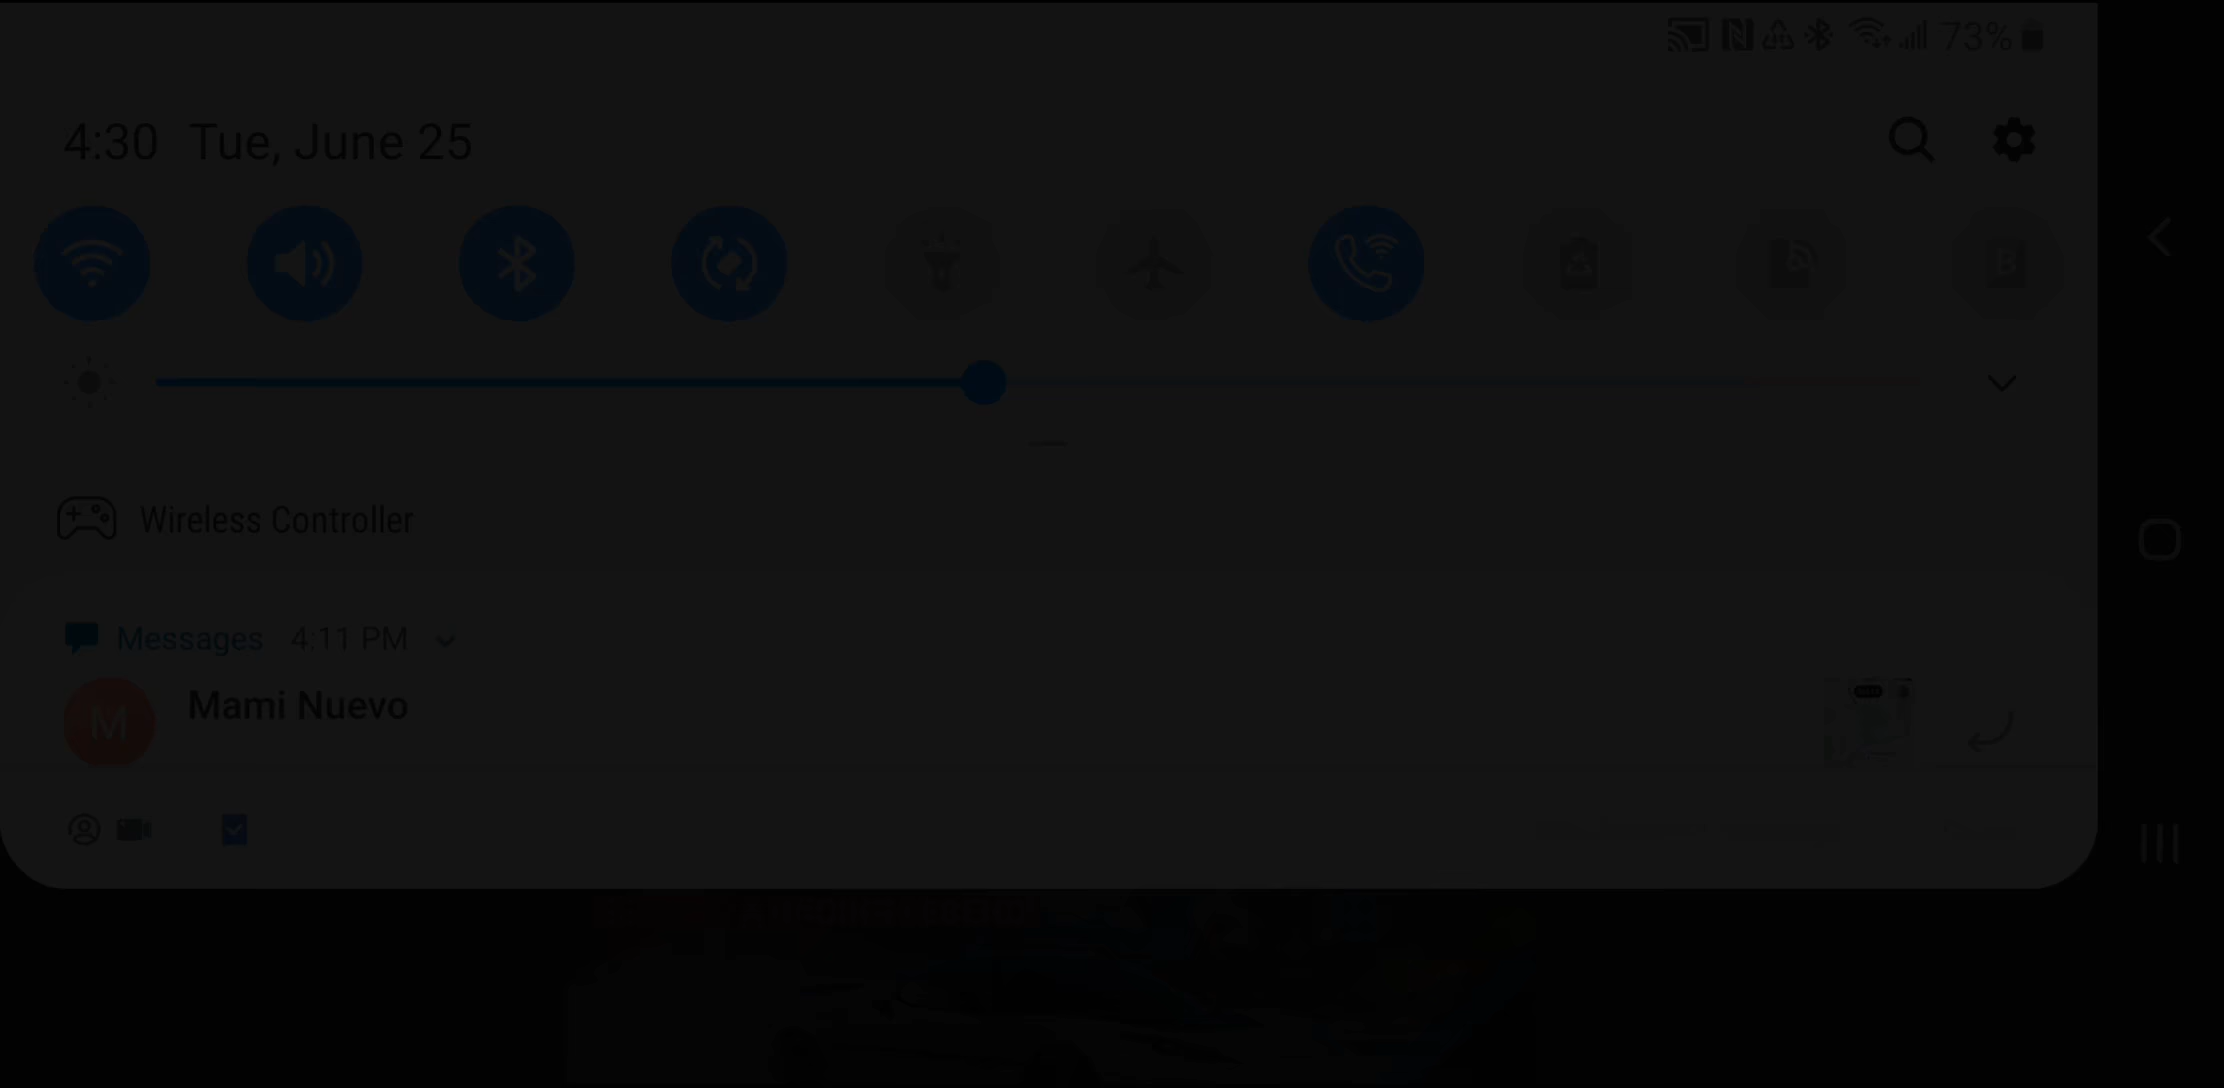 73%
4:30 Tue, June 25
B
Wireless Controller
Messages 4:11 PM
M Mami Nuevo